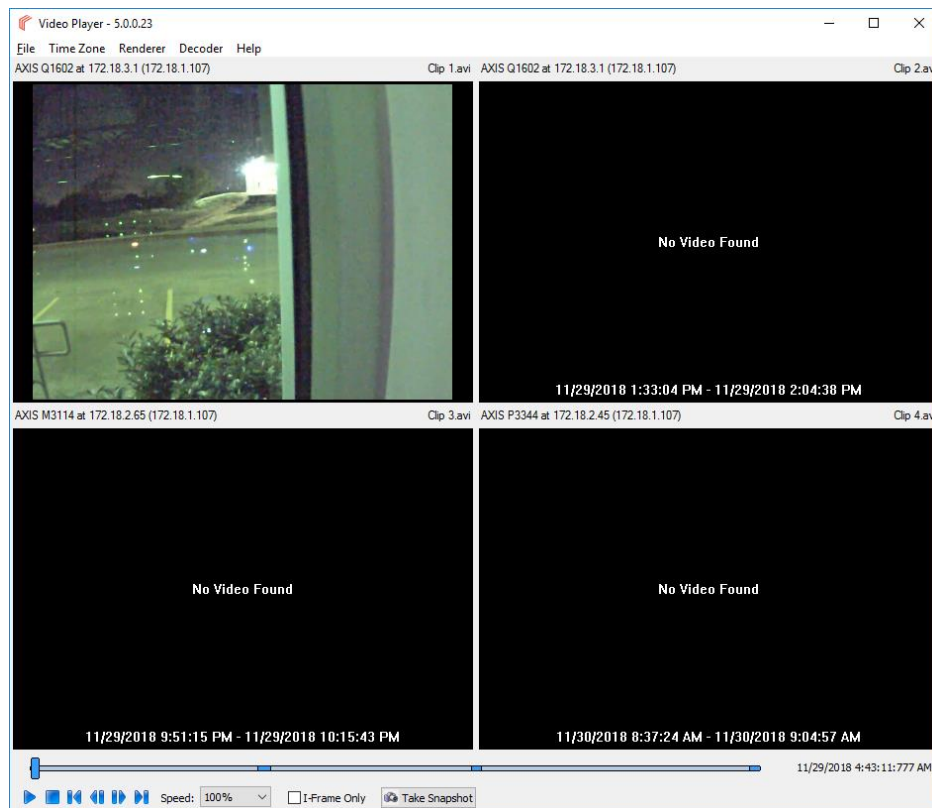 Video Player - 5.0.0.23
File Time Zone Renderer Decoder Help
AXIS Q1602 at 172.18.3.1 (172.18.1.107) Clip 1.avi AXIS Q1602 at 172.18.3.1 (172.18.1.107) Clip 2.av
No Video Found
11/29/2018 1:33:04 PM - 11/29/2018 2:04:38 PM
AXIS M3114 at 172.18.2.65 (172.18.1.107) Clip 3.avi AXIS P3344 at 172.18.2.45 (172.18.1.107) Clip 4.av
No Video Found No Video Found
11/29/2018 9:51:15 PM - 11/29/2018 10:15:43 PM 11/30/2018 8:37:24 AM - 11/30/2018 9:04:57 AM
11/29/2018 4:43:11:777 AM
Speed: 100% I-Frame Only Take Snapshot